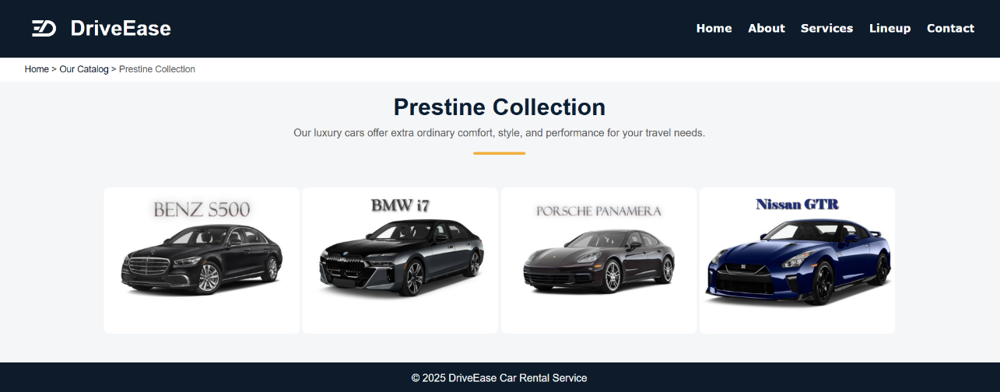 DriveEase
Home About Services Lineup Contact
Home > Our Catalog > Prestine Collection
Prestine Collection
Our luxury cars offer extra ordinary comfort, style, and performance for your travel needs.
BENZ S500
BMW i7
PORSCHE PANAMERA
Nissan GTR
© 2025 DriveEase Car Rental Service